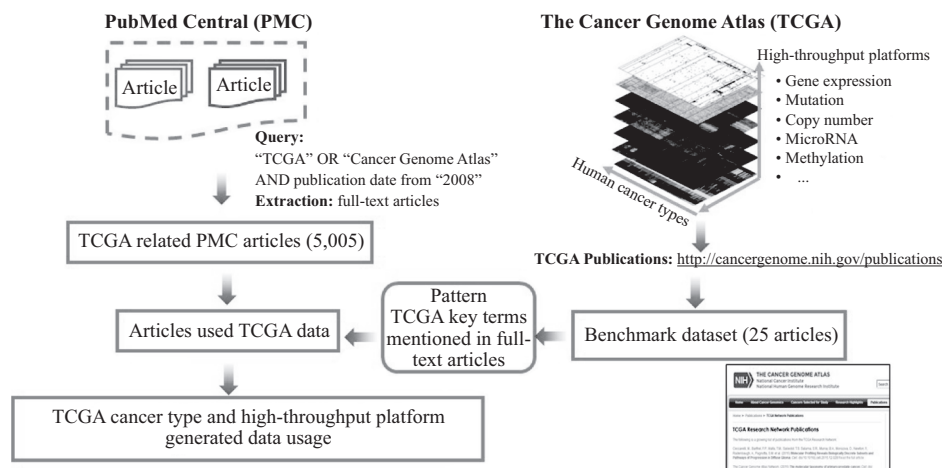 PubMed Central (PMC)
Article
Article
Query:
“TCGA” OR “Cancer Genome Atlas”
AND publication date from “2008”
Extraction: full-text articles
TCGA related PMC articles (5,005)
Articles used TCGA data
TCGA cancer type and high-throughput platform
generated data usage
The Cancer Genome Atlas (TCGA)
High-throughput platforms
• Gene expression
• Mutation
• Copy number
• MicroRNA
• Methylation
• ...
Human cancer types
TCGA Publications: http://cancergenome.nih.gov/publications
Benchmark dataset (25 articles)
Pattern
TCGA key terms
mentioned in full-
text articles
NIH
THE CANCER GENOME ATLAS
National Cancer Institute
National Human Genome Research Institute
TCGA Research Network Publications